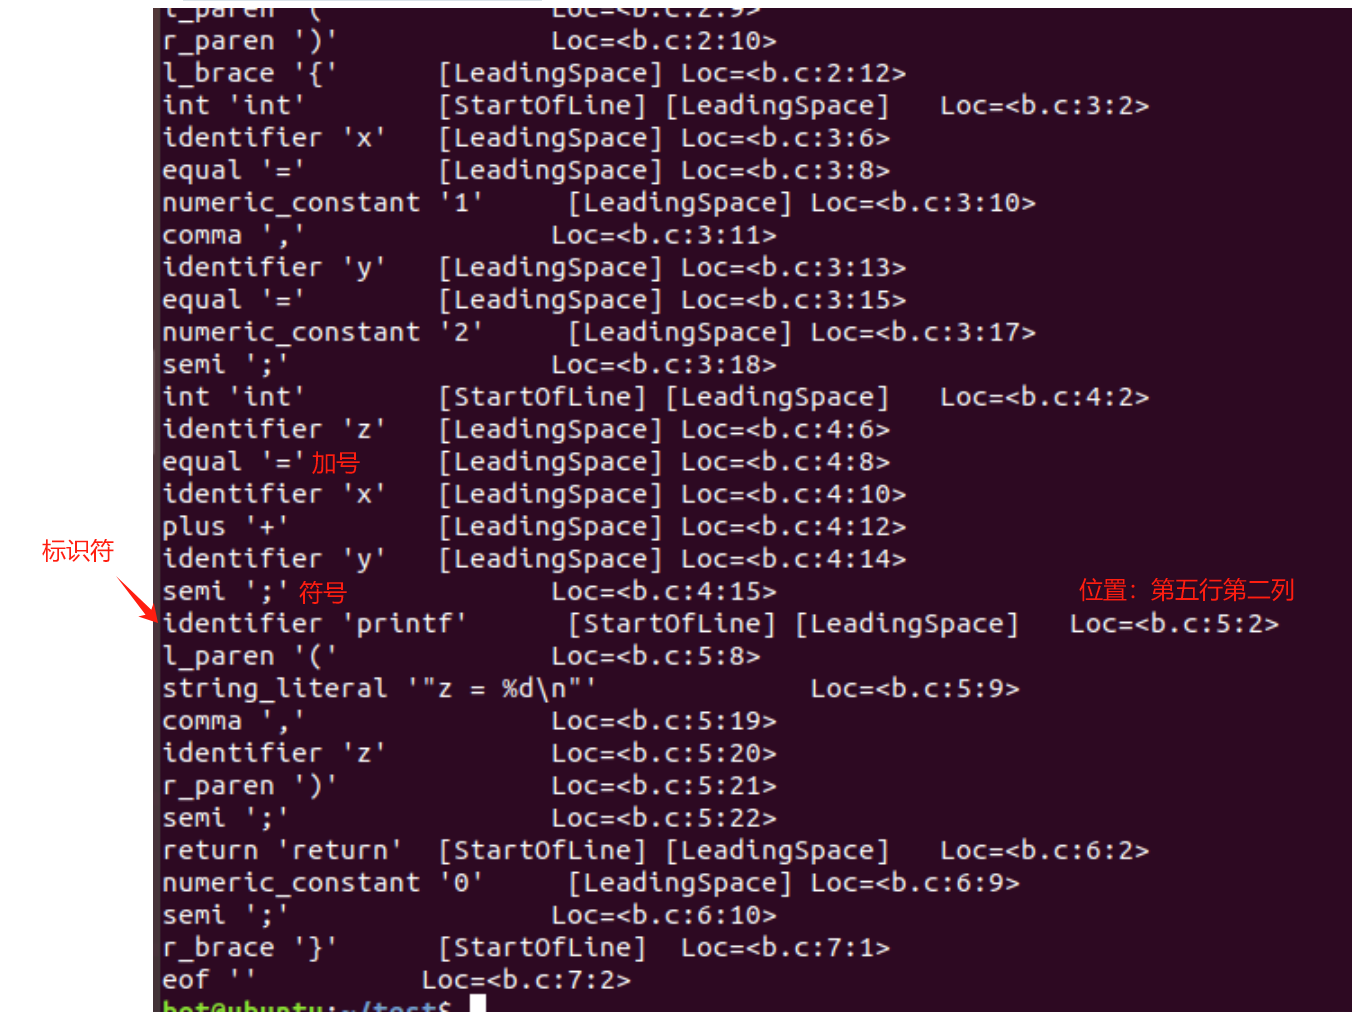 l_paren '(' Loc=<b.c:2:9>
r_paren ')' Loc=<b.c:2:10>
l_brace '{' [LeadingSpace] Loc=<b.c:2:12>
int 'int' [StartOfLine] [LeadingSpace] Loc=<b.c:3:2>
identifier 'x' [LeadingSpace] Loc=<b.c:3:6>
equal '=' [LeadingSpace] Loc=<b.c:3:8>
numeric_constant '1' [LeadingSpace] Loc=<b.c:3:10>
comma ',' Loc=<b.c:3:11>
identifier 'y' [LeadingSpace] Loc=<b.c:3:13>
equal '=' [LeadingSpace] Loc=<b.c:3:15>
numeric_constant '2' [LeadingSpace] Loc=<b.c:3:17>
semi ';' Loc=<b.c:3:18>
int 'int' [StartOfLine] [LeadingSpace] Loc=<b.c:4:2>
identifier 'z' [LeadingSpace] Loc=<b.c:4:6>
equal '=' 加号 [LeadingSpace] Loc=<b.c:4:8>
identifier 'x' [LeadingSpace] Loc=<b.c:4:10>
plus '+' [LeadingSpace] Loc=<b.c:4:12>
标识符
identifier 'y' [LeadingSpace] Loc=<b.c:4:14>
semi ';' 符号 Loc=<b.c:4:15> 位置：第五行第二列
identifier 'printf' [StartOfLine] [LeadingSpace] Loc=<b.c:5:2>
l_paren '(' Loc=<b.c:5:8>
string_literal '"z = %d\n"' Loc=<b.c:5:9>
comma ',' Loc=<b.c:5:19>
identifier 'z' Loc=<b.c:5:20>
r_paren ')' Loc=<b.c:5:21>
semi ';' Loc=<b.c:5:22>
return 'return' [StartOfLine] [LeadingSpace] Loc=<b.c:6:2>
numeric_constant '0' [LeadingSpace] Loc=<b.c:6:9>
semi ';' Loc=<b.c:6:10>
r_brace '}' [StartOfLine] Loc=<b.c:7:1>
eof '' Loc=<b.c:7:2>
bot@ubuntu:~/test$